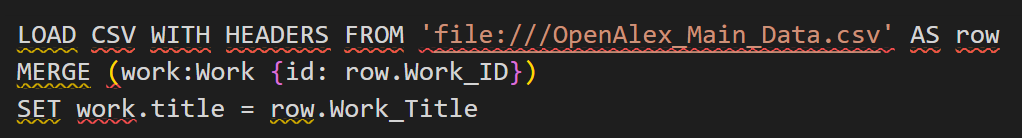 LOAD CSV WITH HEADERS FROM 'file:///OpenAlex_Main_Data.csv' AS row
MERGE (work:Work {id: row.Work_ID})
SET work.title = row.Work_Title